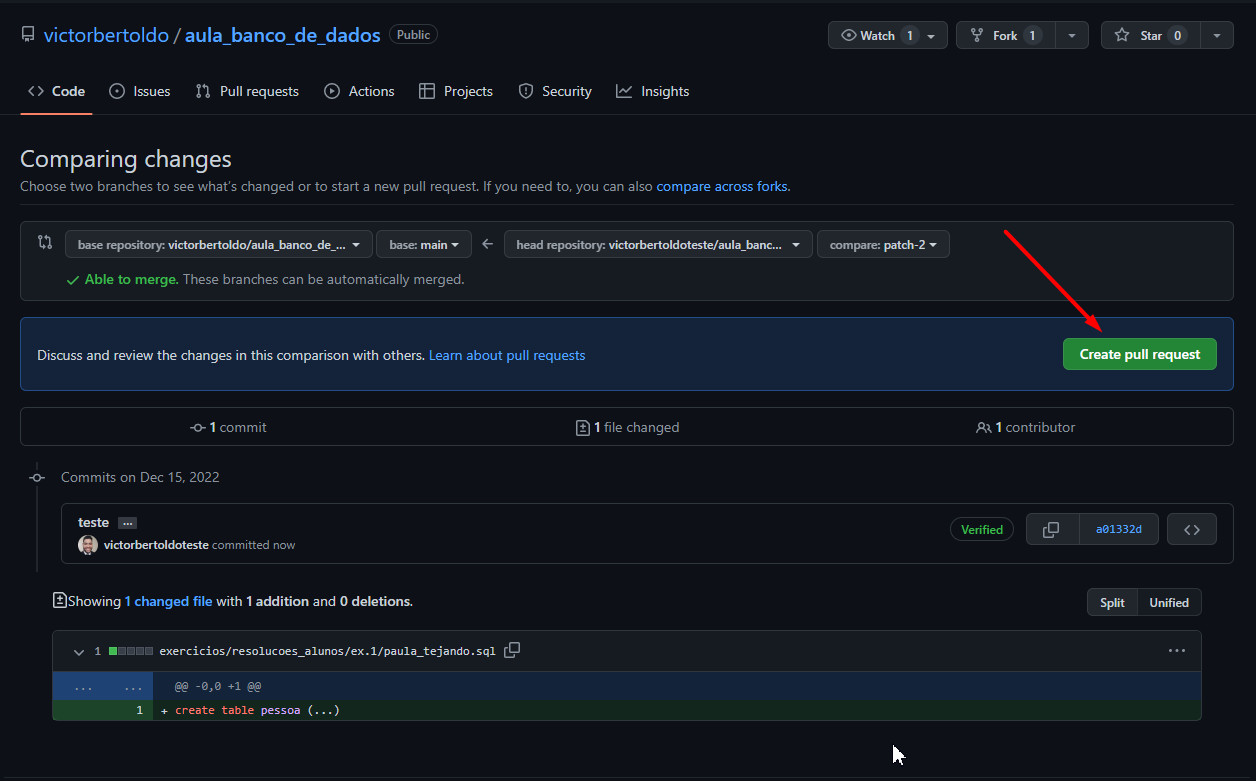 victorbertoldo / aula_banco_de_dados Public Watch 1 Fork 1 Star 0
Code Issues Pull requests Actions Projects Security Insights
Comparing changes
Choose two branches to see what's changed or to start a new pull request. If you need to, you can also compare across forks.
base repository: victorbertoldo/aula_banco_de_... base: main head repository: victorbertoldoteste/aula_banc... compare: patch-2
Able to merge. These branches can be automatically merged.
Discuss and review the changes in this comparison with others. Learn about pull requests Create pull request
1 commit 1 file changed 1 contributor
Commits on Dec 15, 2022
teste ...
victorbertoldoteste committed now Verified a01332d
Showing 1 changed file with 1 addition and 0 deletions. Split Unified
1 exercicios/resolucoes_alunos/ex.1/paula_tejando.sql ...
... ... @@ -0,0 +1 @@
1 + create table pessoa (...)